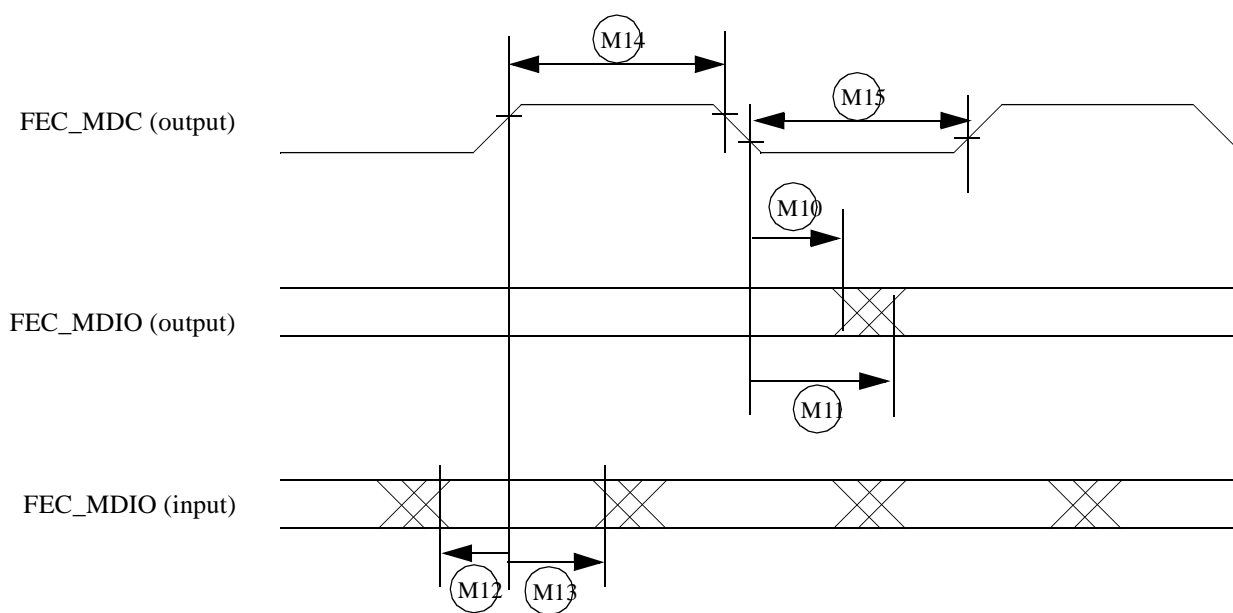 M14
FEC_MDC (output)
M15
M10
FEC_MDIO (output)
M11
FEC_MDIO (input)
M12
M13